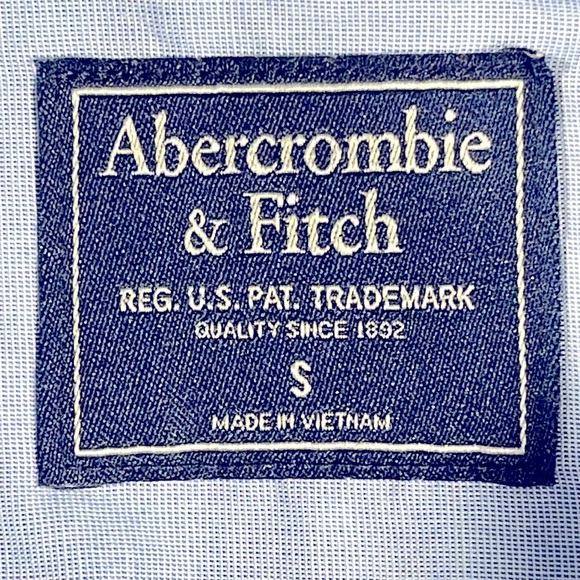 Abercrombie
& Fitch
REG. U.S. PAT. TRADEMARK
QUALITY SINCE 1892
S
MADE IN VIETNAM